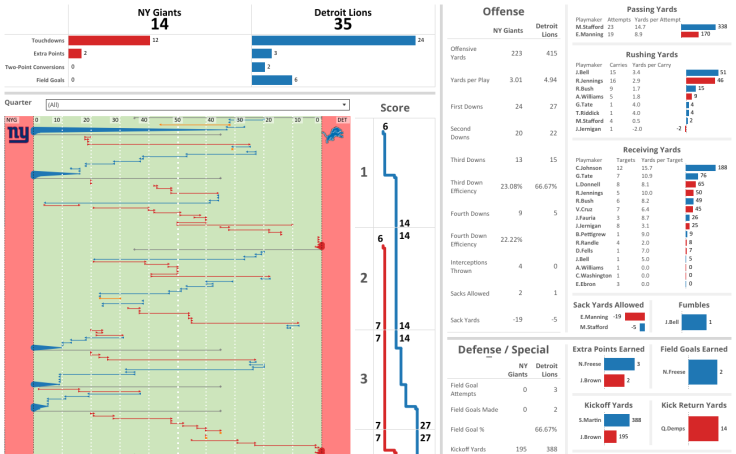 NY Giants
14
Detroit Lions
35
Touchdowns 12 24
Extra Points 2 3
Two-Point Conversions 0 2
Field Goals 0 6
Quarter (All)
NYG 0 10 20 30 40 50 40 30 20 10 0 DET
ny
Score
6
1
14
6 14
2
7 14
7 14
3
7 27
7 27
Offense
NY Giants Detroit Lions
Offensive Yards 223 415
Yards per Play 3.01 4.94
First Downs 24 27
Second Downs 20 22
Third Downs 13 15
Third Down Efficiency 23.08% 66.67%
Fourth Downs 9 5
Fourth Down Efficiency 22.22%
Interceptions Thrown 4 0
Sacks Allowed 2 1
Sack Yards -19 -5
Defense / Special
NY Giants Detroit Lions
Field Goal Attempts 0 3
Field Goals Made 0 2
Field Goal % 66.67%
Kickoff Yards 195 388
Passing Yards
Playmaker Attempts Yards per Attempt
M.Stafford 23 14.7 338
E.Manning 19 8.9 170
Rushing Yards
Playmaker Carries Yards per Carry
J.Bell 15 3.4 51
R.Jennings 16 2.9 46
R.Bush 9 1.7 15
A.Williams 5 1.8 9
G.Tate 1 4.0 4
T.Riddick 1 4.0 4
M.Stafford 4 0.5 2
J.Jernigan 1 -2.0 -2
Receiving Yards
Playmaker Targets Yards per Target
C.Johnson 12 15.7 188
G.Tate 7 10.9 76
L.Donnell 8 8.1 65
R.Jennings 5 10.0 50
R.Bush 6 8.2 49
V.Cruz 7 6.4 45
J.Fauria 3 8.7 26
J.Jernigan 8 3.1 25
B.Pettigrew 1 9.0 9
R.Randle 4 2.0 8
D.Fells 1 7.0 7
J.Bell 1 5.0 5
A.Williams 1 0.0 0
C.Washington 1 0.0 0
E.Ebron 3 0.0 0
Sack Yards Allowed
E.Manning -19
M.Stafford -5
Fumbles
J.Bell 1
Extra Points Earned
N.Freese 3
J.Brown 2
Field Goals Earned
N.Freese 2
Kickoff Yards
S.Martin 388
J.Brown 195
Kick Return Yards
Q.Demps 14